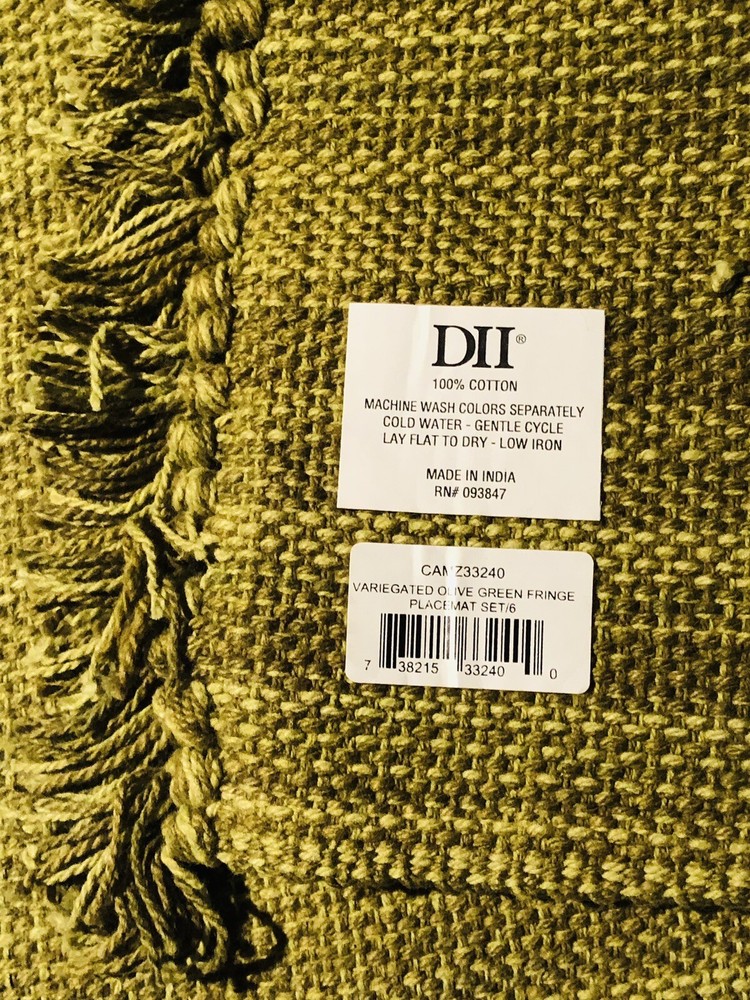 DII®
100% COTTON
MACHINE WASH COLORS SEPARATELY
COLD WATER - GENTLE CYCLE
LAY FLAT TO DRY - LOW IRON
MADE IN INDIA
RN# 093847
CAMZ33240
VARIEGATED OLIVE GREEN FRINGE
PLACEMAT SET/6
7 38215 33240 0